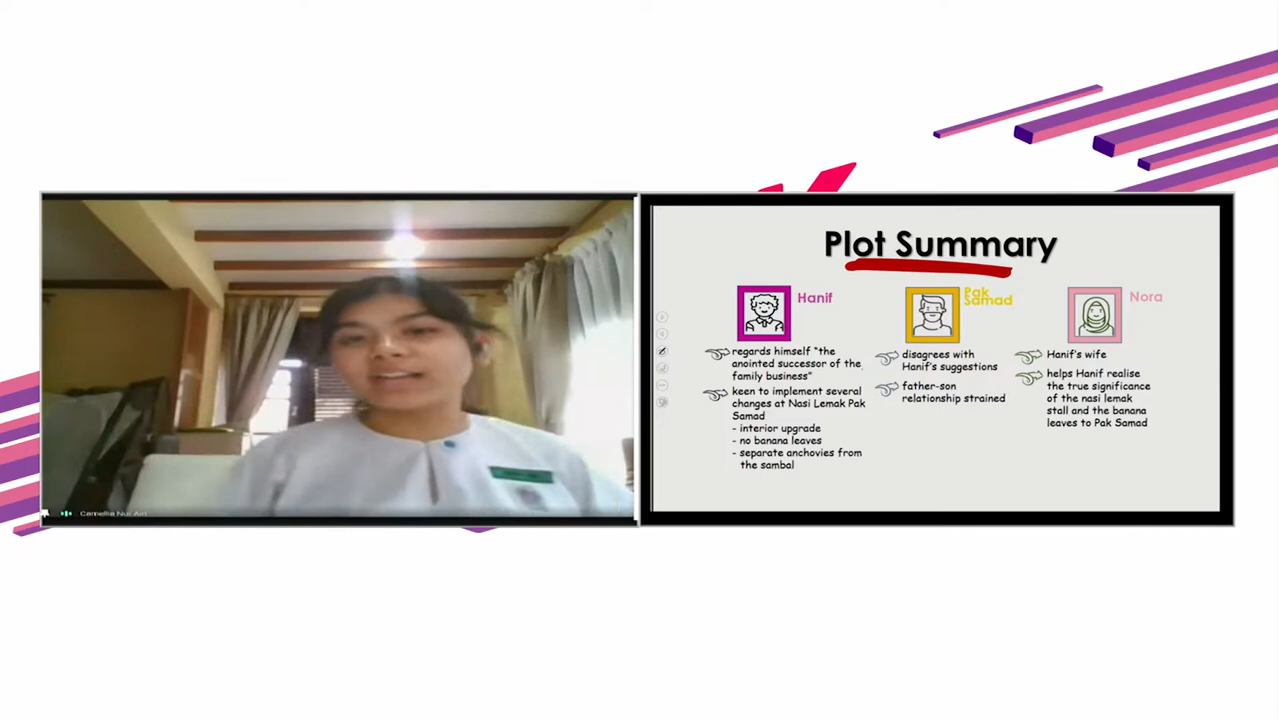 Plot Summary
Hanif
regards himself "the
anointed successor of the
family business"
keen to implement several
changes at Nasi Lemak Pak
Samad
- interior upgrade
- no banana leaves
- separate anchovies from
the sambal
Pak
Samad
disagrees with
Hanif's suggestions
father-son
relationship strained
Nora
Hanif's wife
helps Hanif realise
the true significance
of the nasi lemak
stall and the banana
leaves to Pak Samad
Camellia Nur Ain